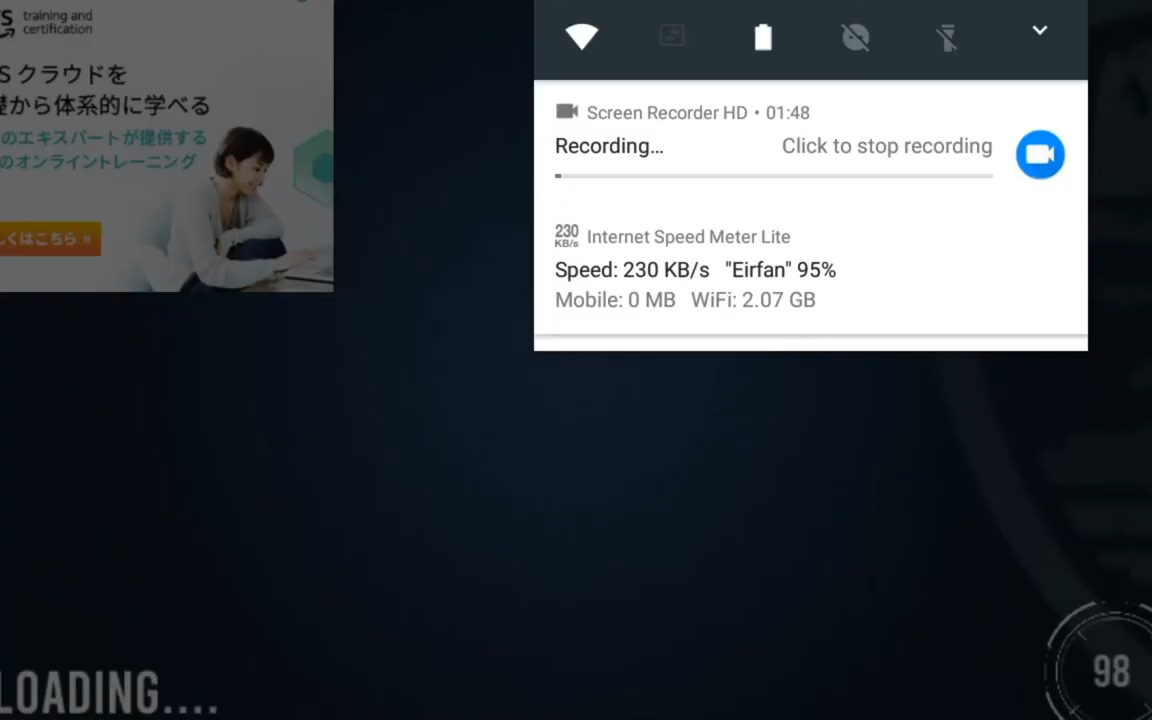 training and
certification
クラウドを
から体系的に学べる
のエキスパートが提供する
のオンライントレーニング
くはこちら »
Screen Recorder HD • 01:48
Recording...
Click to stop recording
230
KB/s
Internet Speed Meter Lite
Speed: 230 KB/s "Eirfan" 95%
Mobile: 0 MB WiFi: 2.07 GB
LOADING....
98